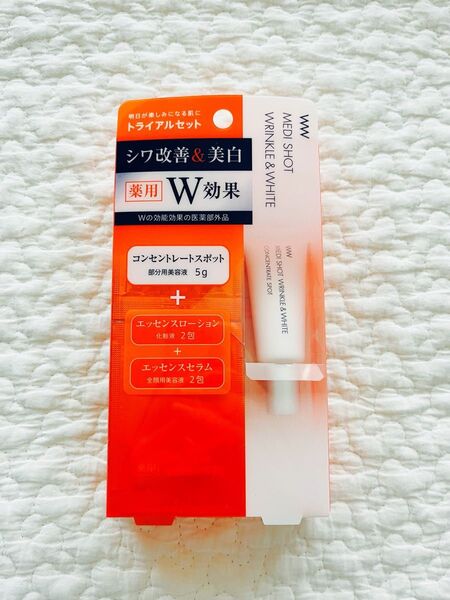 明日が楽しみになる肌に
トライアルセット
シワ改善&美白
薬用 W効果
Wの効能効果の医薬部外品
コンセントレートスポット
部分用美容液 5g
+
エッセンスローション
化粧液 2包
+
エッセンスセラム
全顔用美容液 2包
WW
MEDI SHOT
WRINKLE & WHITE
WW
MEDI SHOT WRINKLE & WHITE
CONCENTRATE SPOT